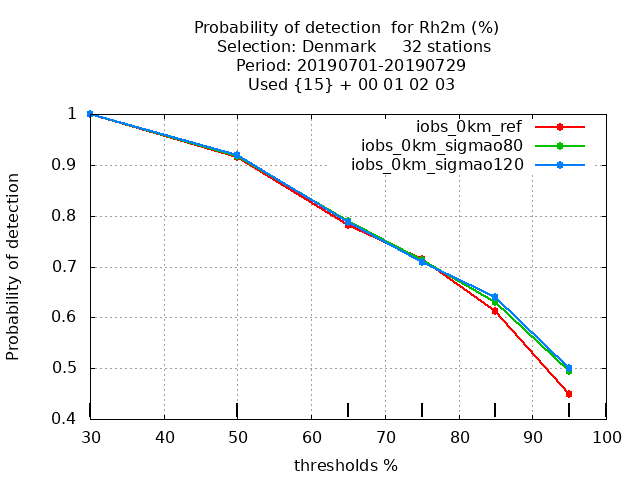 Probability of detection  for Rh2m (%)
Selection: Denmark     32 stations
Period: 20190701-20190729
Used {15} + 00 01 02 03
iobs_0km_ref
iobs_0km_sigmao80
iobs_0km_sigmao120
Probability of detection
1
0.9
0.8
0.7
0.6
0.5
0.4
30 40 50 60 70 80 90 100
thresholds %